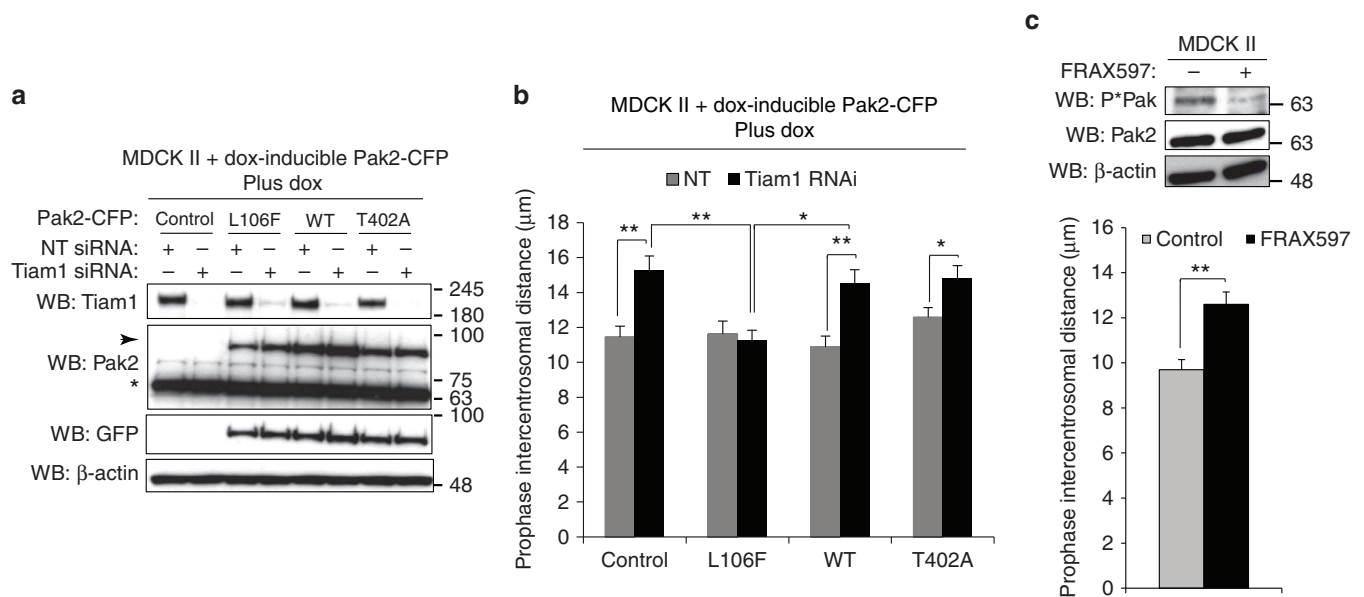 a
MDCK II + dox-inducible Pak2-CFP
Plus dox
Pak2-CFP: Control L106F WT T402A
NT siRNA: + – + – + – + –
Tiam1 siRNA: – + – + – + – +
WB: Tiam1
245
180
WB: Pak2
100
*
75
63
WB: GFP
100
WB: β-actin
48
b
MDCK II + dox-inducible Pak2-CFP
Plus dox
NT Tiam1 RNAi
Prophase intercentrosomal distance (μm)
18
16
14
12
10
8
6
4
2
0
** ** * ** *
Control L106F WT T402A
c
MDCK II
FRAX597: – +
WB: P*Pak 63
WB: Pak2 63
WB: β-actin 48
Prophase intercentrosomal distance (μm)
Control FRAX597
16
14
12
10
8
6
4
2
0
**